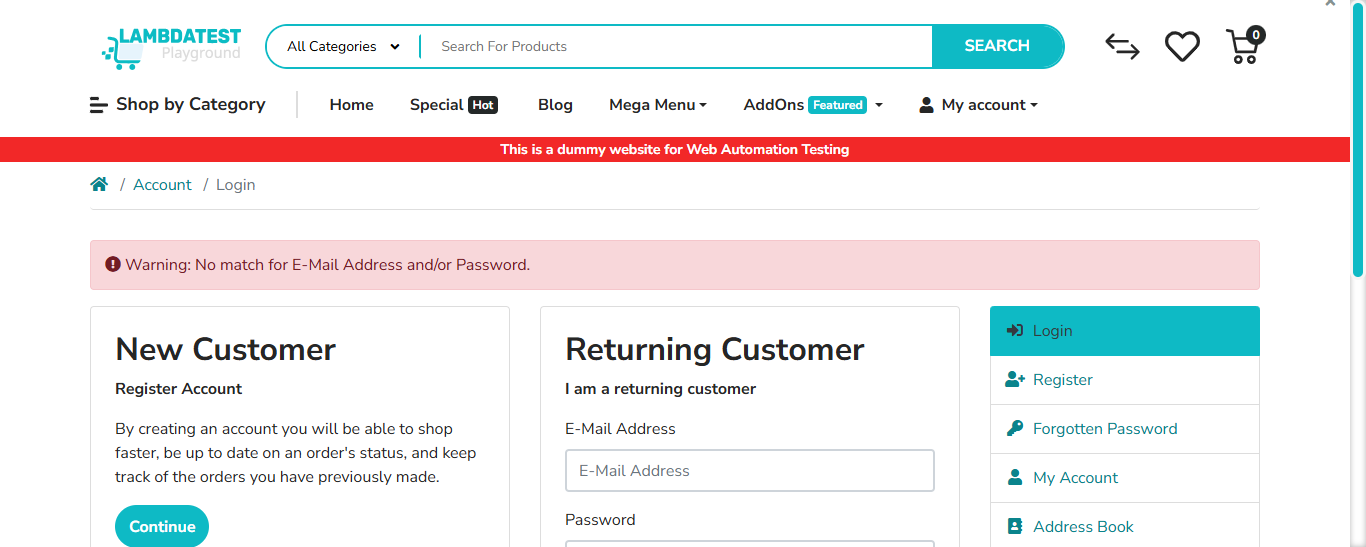 LAMBDATEST
Playground
All Categories
Search For Products
SEARCH
0
Shop by Category
Home
Special Hot
Blog
Mega Menu
AddOns Featured
My account
This is a dummy website for Web Automation Testing
/ Account / Login
Warning: No match for E-Mail Address and/or Password.
New Customer
Register Account
By creating an account you will be able to shop
faster, be up to date on an order's status, and keep
track of the orders you have previously made.
Continue
Returning Customer
I am a returning customer
E-Mail Address
E-Mail Address
Password
Login
Register
Forgotten Password
My Account
Address Book